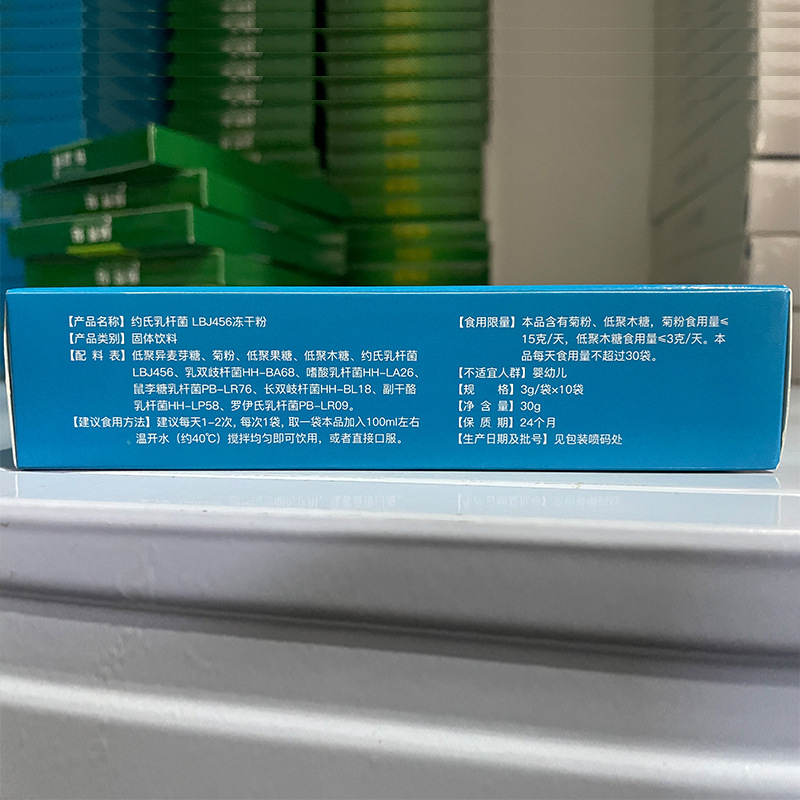 【产品名称】约氏乳杆菌 LBJ456冻干粉
【产品类别】固体饮料
【配 料 表】低聚异麦芽糖、菊粉、低聚果糖、低聚木糖、约氏乳杆菌
LBJ456、乳双歧杆菌HH-BA68、嗜酸乳杆菌HH-LA26、
鼠李糖乳杆菌PB-LR76、长双歧杆菌HH-BL18、副干酪
乳杆菌HH-LP58、罗伊氏乳杆菌PB-LR09。
【建议食用方法】建议每天1-2次，每次1袋，取一袋本品加入100ml左右
温开水（约40℃）搅拌均匀即可饮用，或者直接口服。
【食用限量】本品含有菊粉、低聚木糖，菊粉食用量≤
15克/天，低聚木糖食用量≤3克/天。本
品每天食用量不超过30袋。
【不适宜人群】婴幼儿
【规 格】3g/袋×10袋
【净 含 量】30g
【保 质 期】24个月
【生产日期及批号】见包装喷码处